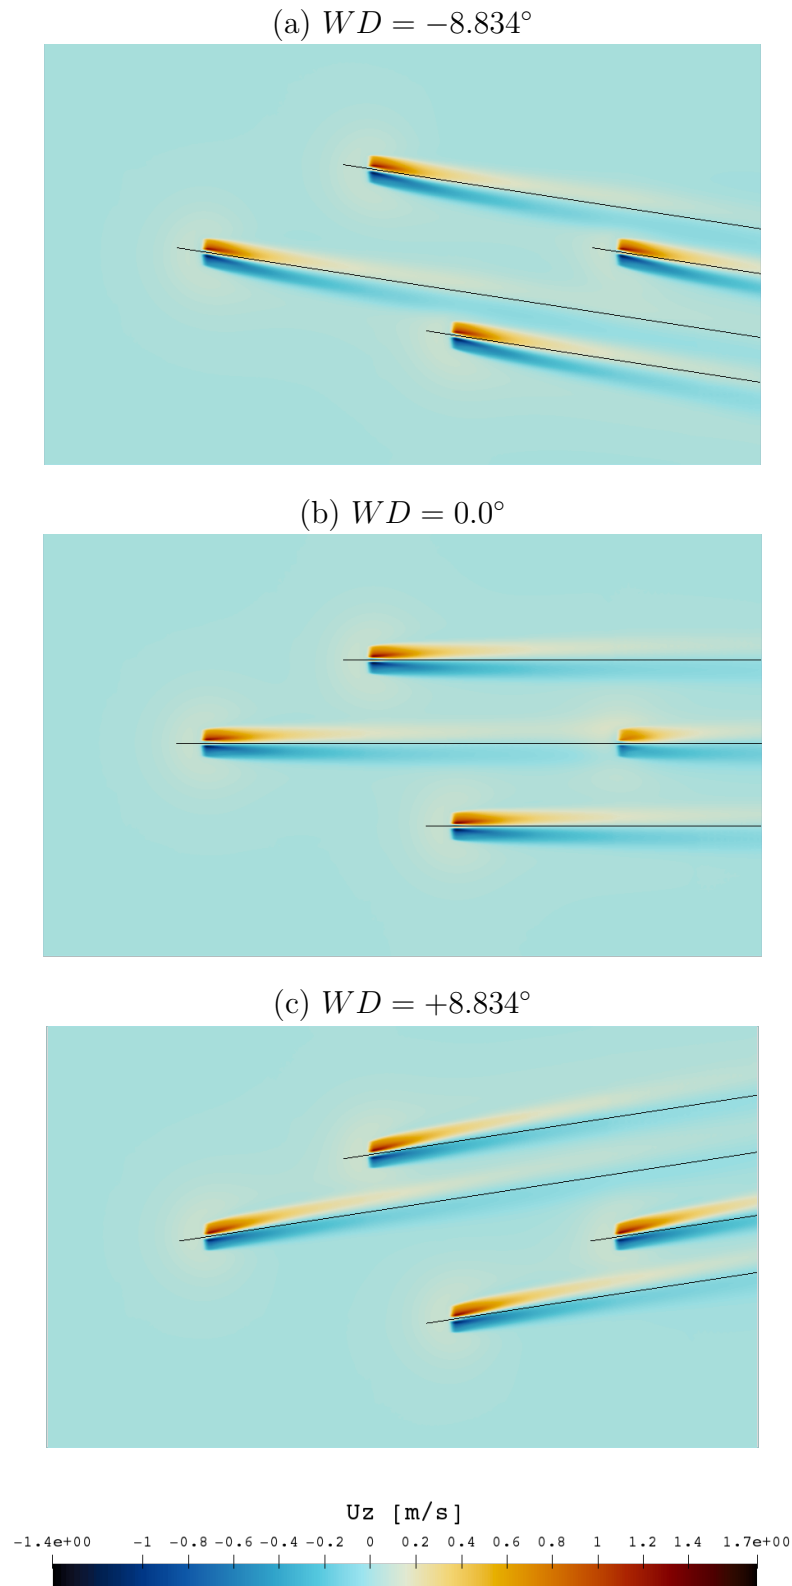 (a) WD = −8.834°
(b) WD = 0.0°
(c) WD = +8.834°
Uz [m/s]
-1.4e+00 -1 -0.8 -0.6 -0.4 -0.2 0 0.2 0.4 0.6 0.8 1 1.2 1.4 1.7e+00